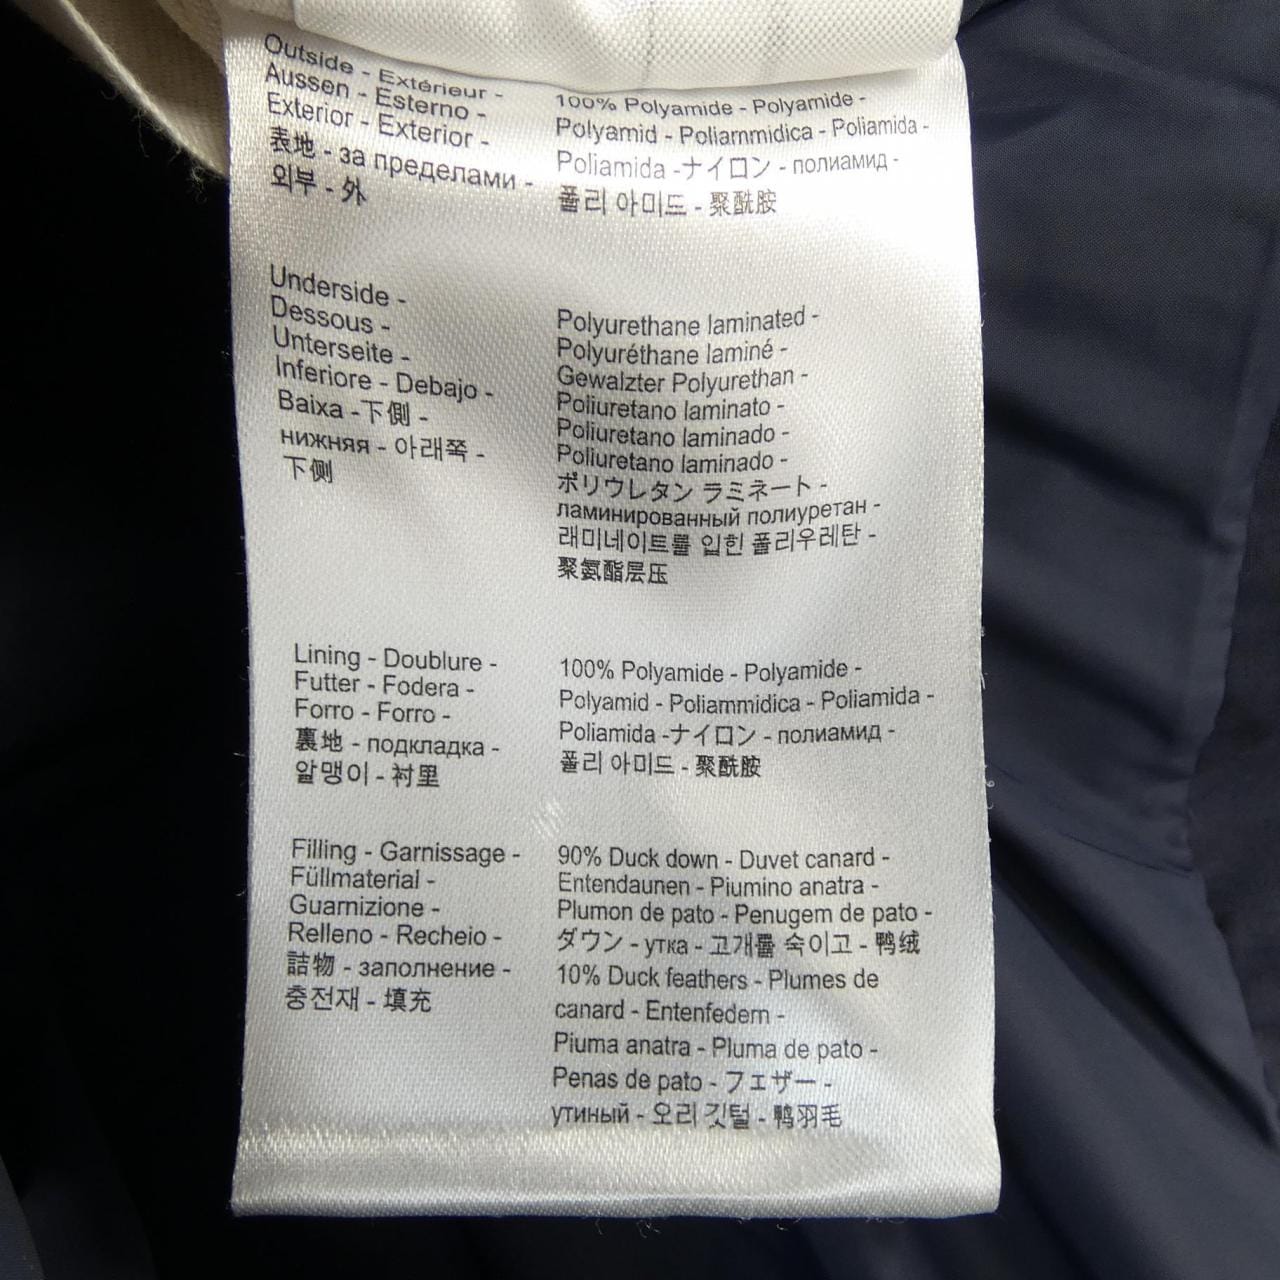 Outside - Extérieur -
Aussen - Esterno -
Exterior - Exterior -
表地 - за пределами -
외부 - 外
100% Polyamide - Polyamide -
Polyamid - Poliammidica - Poliamida -
Poliamida -ナイロン - полиамид -
폴리 아미드 - 聚酰胺
Underside -
Dessous -
Unterseite -
Inferiore - Debajo -
Baixa -下側 -
нижняя - 아래쪽 -
下侧
Polyurethane laminated -
Polyuréthane laminé -
Gewalzter Polyurethan -
Poliuretano laminato -
Poliuretano laminado -
Poliuretano laminado -
ポリウレタン ラミネート -
ламинированный полиуретан -
래미네이트를 입힌 폴리우레탄 -
聚氨酯层压
Lining - Doublure -
Futter - Fodera -
Forro - Forro -
裏地 - подкладка -
알맹이 - 衬里
100% Polyamide - Polyamide -
Polyamid - Poliammidica - Poliamida -
Poliamida -ナイロン - полиамид -
폴리 아미드 - 聚酰胺
Filling - Garnissage -
Füllmaterial -
Guarnizione -
Relleno - Recheio -
詰物 - заполнение -
충전재 - 填充
90% Duck down - Duvet canard -
Entendaunen - Piumino anatra -
Plumon de pato - Penugem de pato -
ダウン - утка - 고개를 숙이고 - 鸭绒
10% Duck feathers - Plumes de
canard - Entenfedern -
Piuma anatra - Pluma de pato -
Penas de pato - フェザー -
утиный - 오리 깃털 - 鸭羽毛